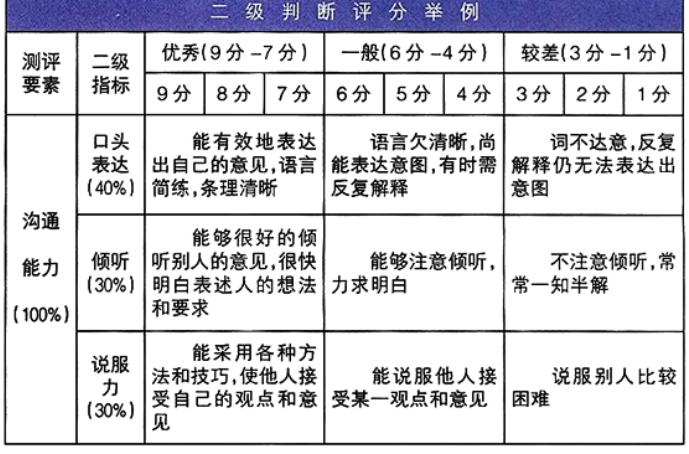 二级判断评分举例
测评
要素
二级
指标
优秀(9分-7分)
一般(6分-4分)
较差(3分-1分)
9分
8分
7分
6分
5分
4分
3分
2分
1分
沟通
能力
(100%)
口头
表达
(40%)
能有效地表达
出自己的意见,语言
简练,条理清晰
语言欠清晰,尚
能表达意图,有时需
反复解释
词不达意,反复
解释仍无法表达出
意图
倾听
(30%)
能够很好的倾
听别人的意见,很快
明白表述人的想法
和要求
能够注意倾听,
力求明白
不注意倾听,常
常一知半解
说服
力
(30%)
能采用各种方
法和技巧,使他人接
受自己的观点和意
见
能说服他人接
受某一观点和意见
说服别人比较
困难